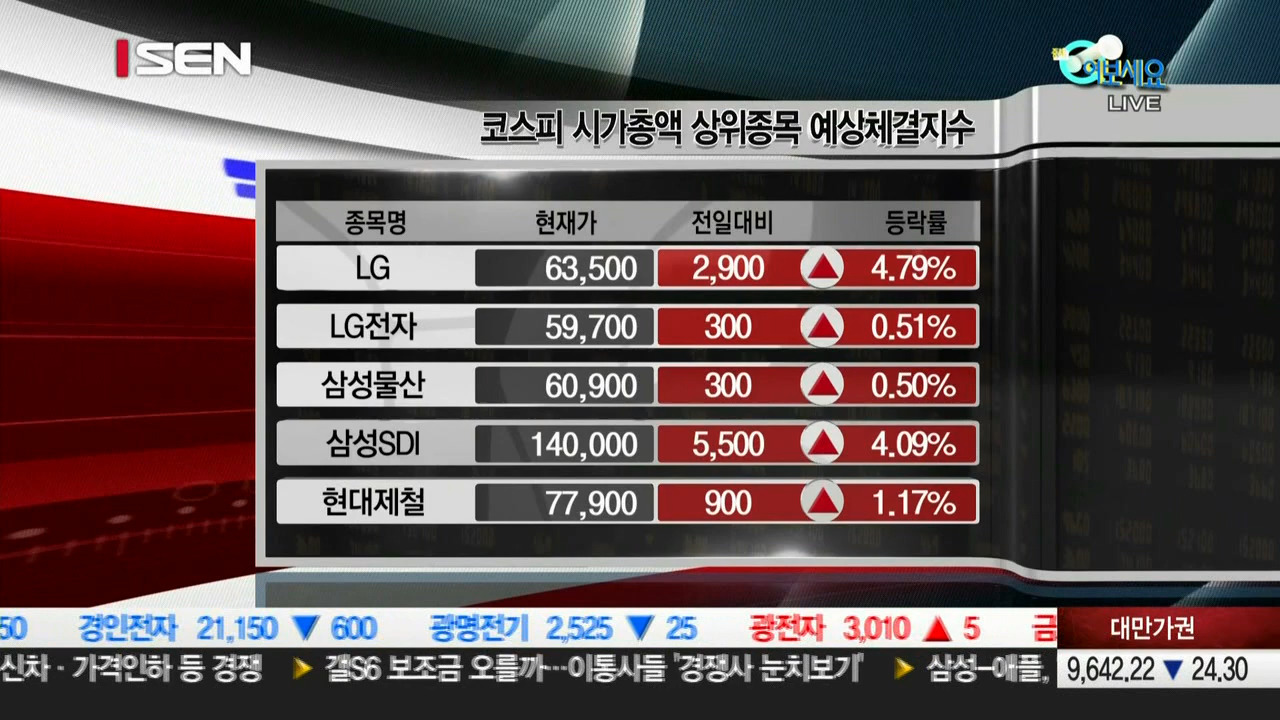 SEN
여보세요
LIVE
코스피 시가총액 상위종목 예상체결지수
종목명 현재가 전일대비 등락률
LG 63,500 2,900 ▲ 4.79%
LG전자 59,700 300 ▲ 0.51%
삼성물산 60,900 300 ▲ 0.50%
삼성SDI 140,000 5,500 ▲ 4.09%
현대제철 77,900 900 ▲ 1.17%
50 경인전자 21,150 ▼ 600 광명전기 2,525 ▼ 25 광전자 3,010 ▲ 5 금
대만가권
신차·가격인하 등 경쟁 ▶ 갤S6 보조금 오를까…이통사들 '경쟁사 눈치보기' ▶ 삼성-애플,
9,642.22 ▼ 24.30